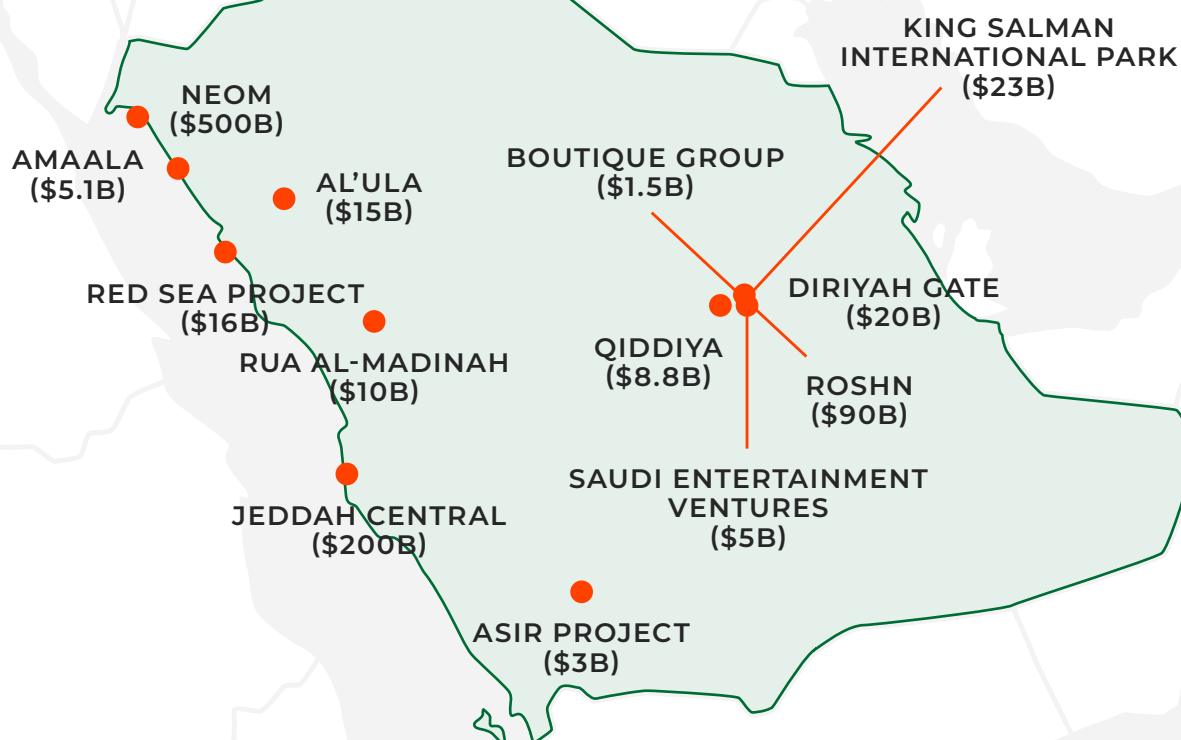 KING SALMAN
INTERNATIONAL PARK
($23B)
NEOM
($500B)
AMAALA
($5.1B)
AL’ULA
($15B)
BOUTIQUE GROUP
($1.5B)
RED SEA PROJECT
($16B)
DIRIYAH GATE
($20B)
RUA AL-MADINAH
($10B)
QIDDIYA
($8.8B)
ROSHN
($90B)
SAUDI ENTERTAINMENT
VENTURES
($5B)
JEDDAH CENTRAL
($200B)
ASIR PROJECT
($3B)